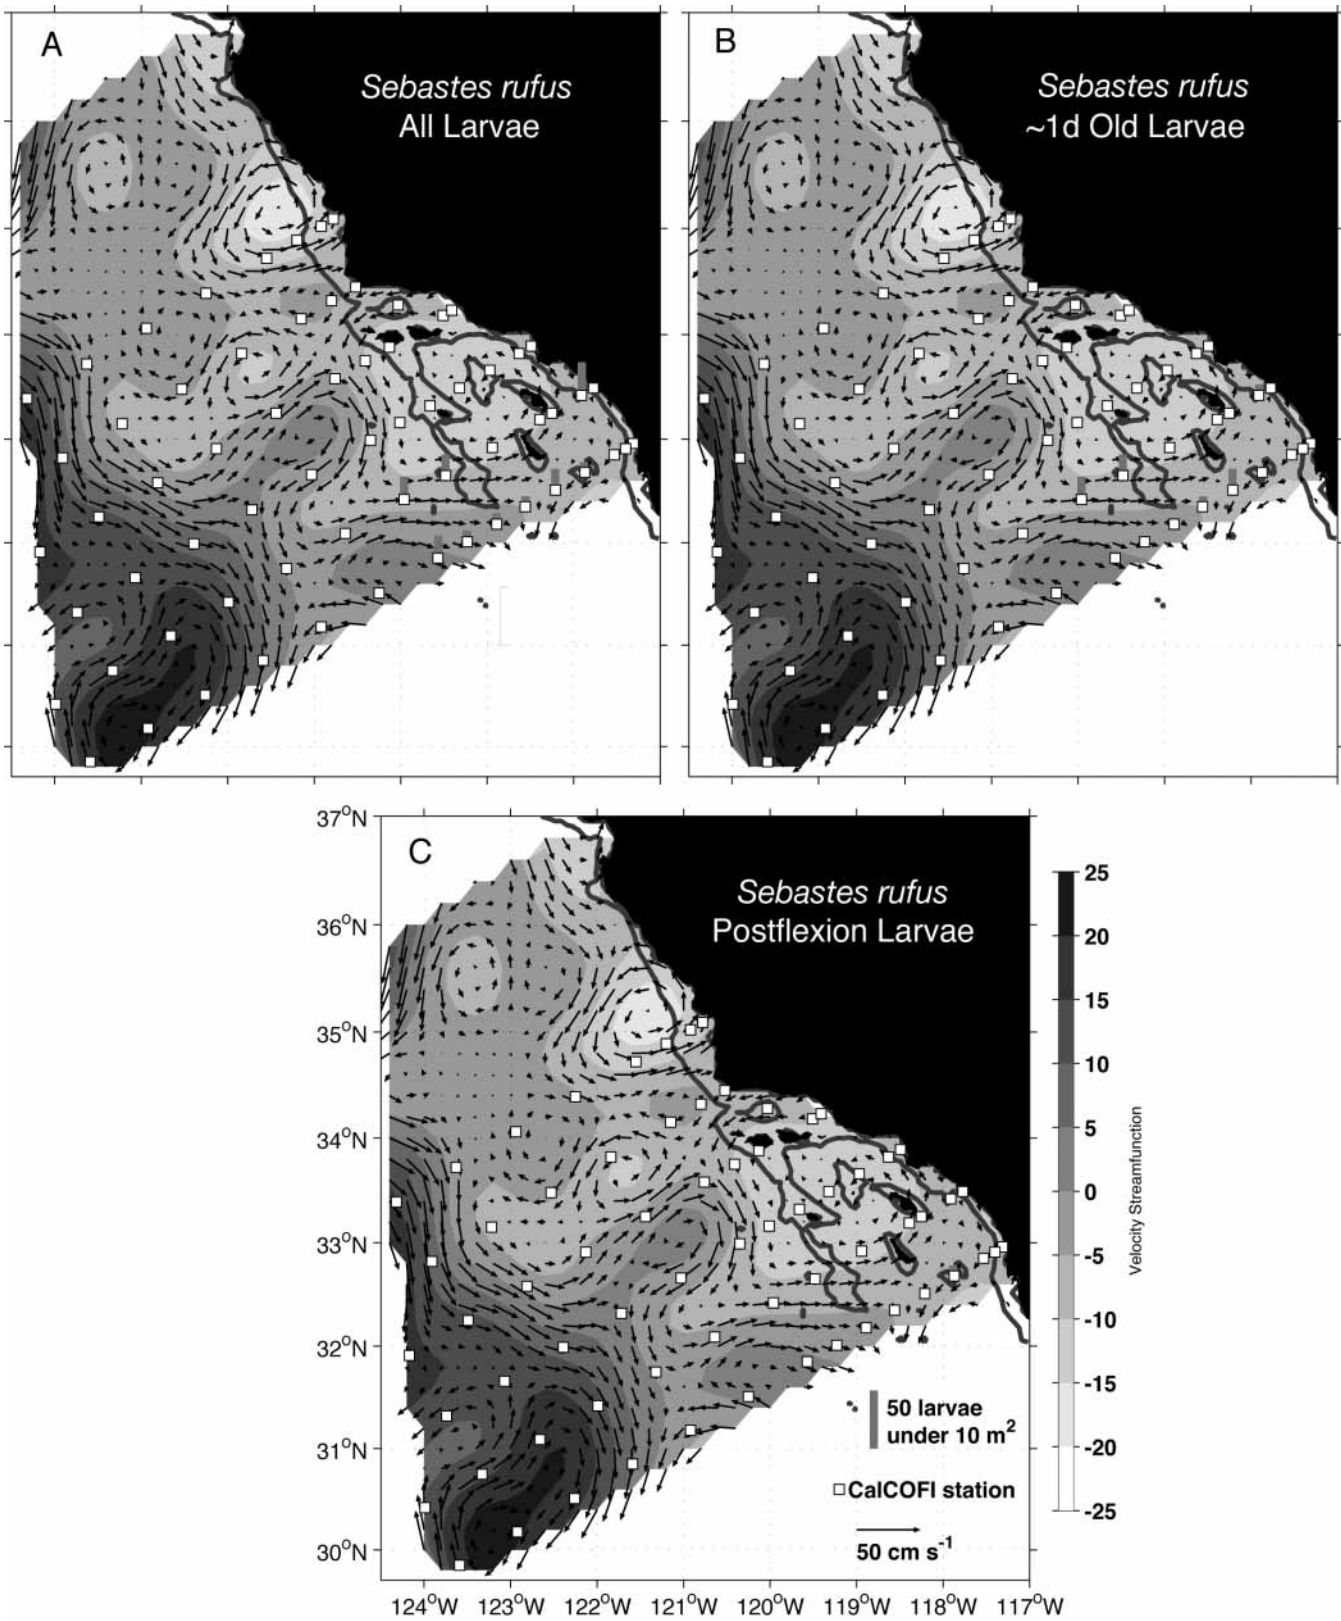 A
Sebastes rufus
All Larvae
B
Sebastes rufus
~1d Old Larvae
C
Sebastes rufus
Postflexion Larvae
37°N
36°N
35°N
34°N
33°N
32°N
31°N
30°N
124°W 123°W 122°W 121°W 120°W 119°W 118°W 117°W
50 larvae
under 10 m²
CalCOFI station
50 cm s⁻¹
25
20
15
10
5
0
-5
-10
-15
-20
-25
Velocity Streamfunction